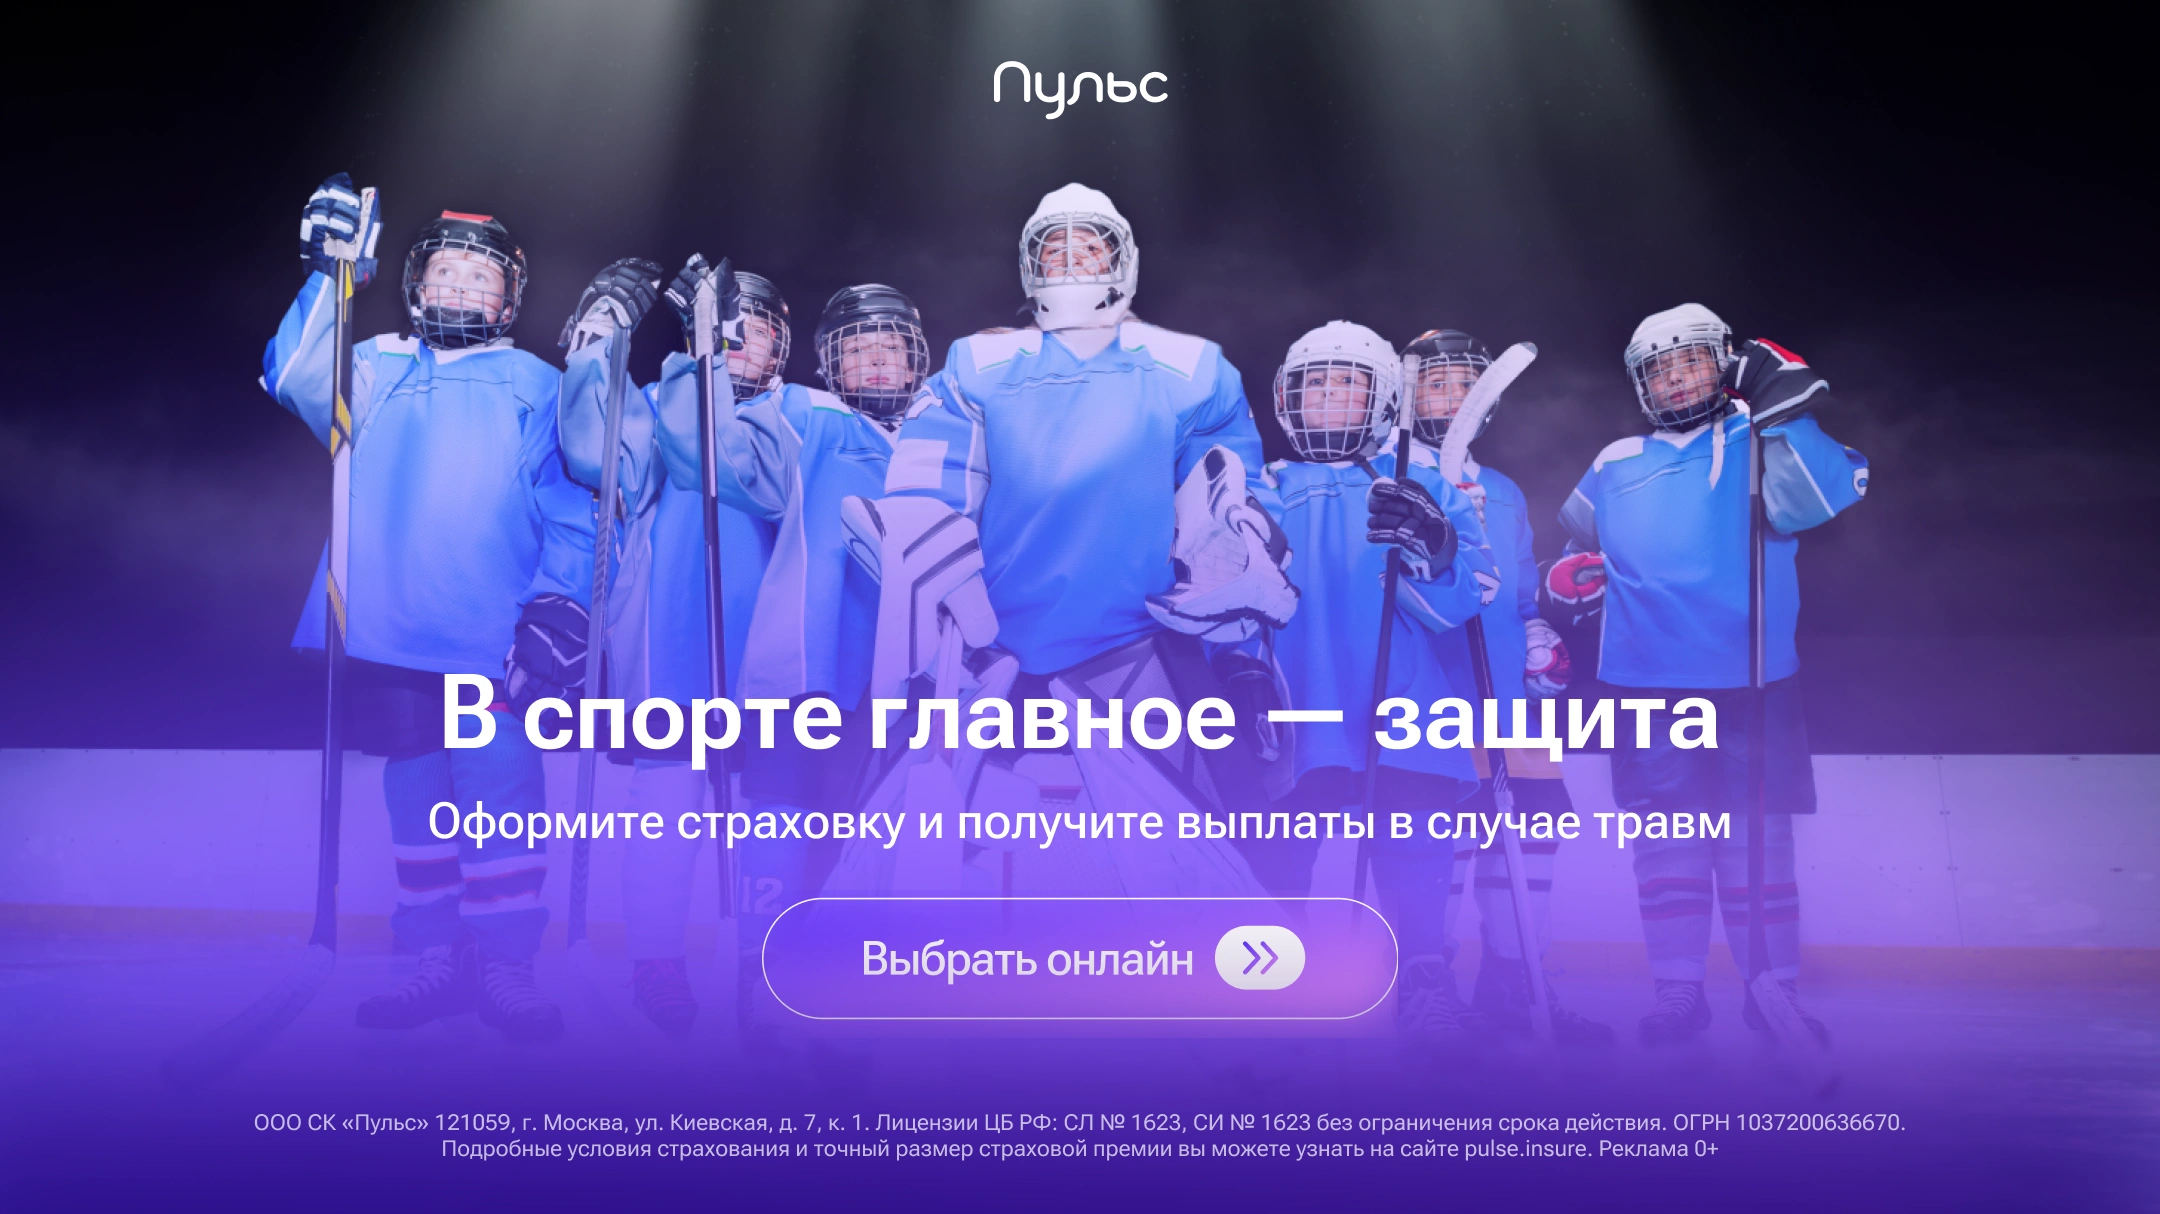 Пульс
12
В спорте главное — защита
Оформите страховку и получите выплаты в случае травм
Выбрать онлайн
ООО СК «Пульс» 121059, г. Москва, ул. Киевская, д. 7, к. 1. Лицензии ЦБ РФ: СЛ № 1623, СИ № 1623 без ограничения срока действия. ОГРН 1037200636670.
Подробные условия страхования и точный размер страховой премии вы можете узнать на сайте pulse.insure. Реклама 0+